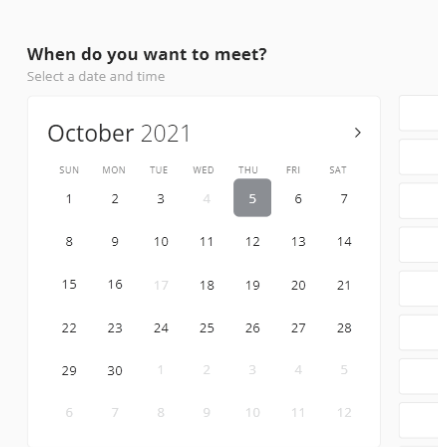 When do you want to meet?
Select a date and time
October 2021
SUN MON TUE WED THU FRI SAT
1 2 3 4 5 6 7
8 9 10 11 12 13 14
15 16 17 18 19 20 21
22 23 24 25 26 27 28
29 30 1 2 3 4 5
6 7 8 9 10 11 12